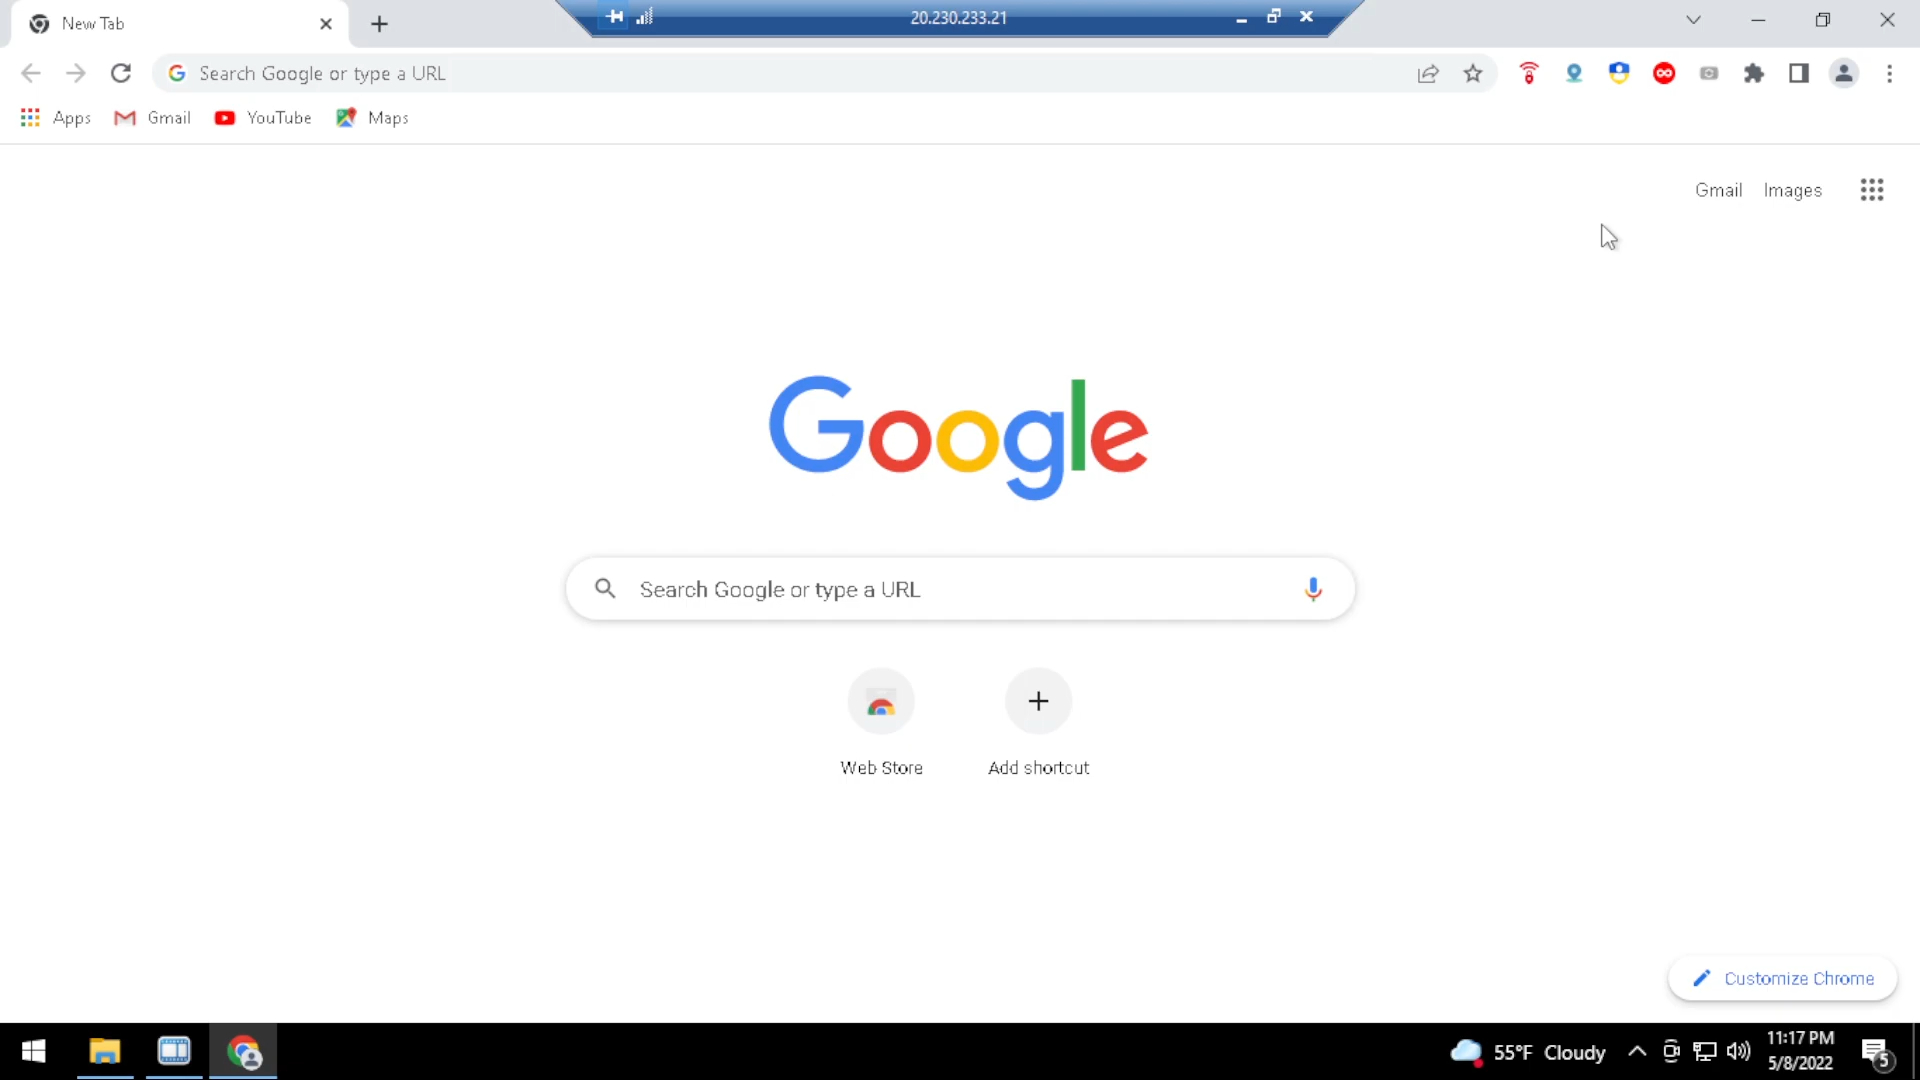 New Tab
20.230.233.21
Search Google or type a URL
Apps Gmail YouTube Maps
Gmail Images
Google
Search Google or type a URL
Web Store Add shortcut
Customize Chrome
55°F Cloudy
11:17 PM
5/8/2022
5